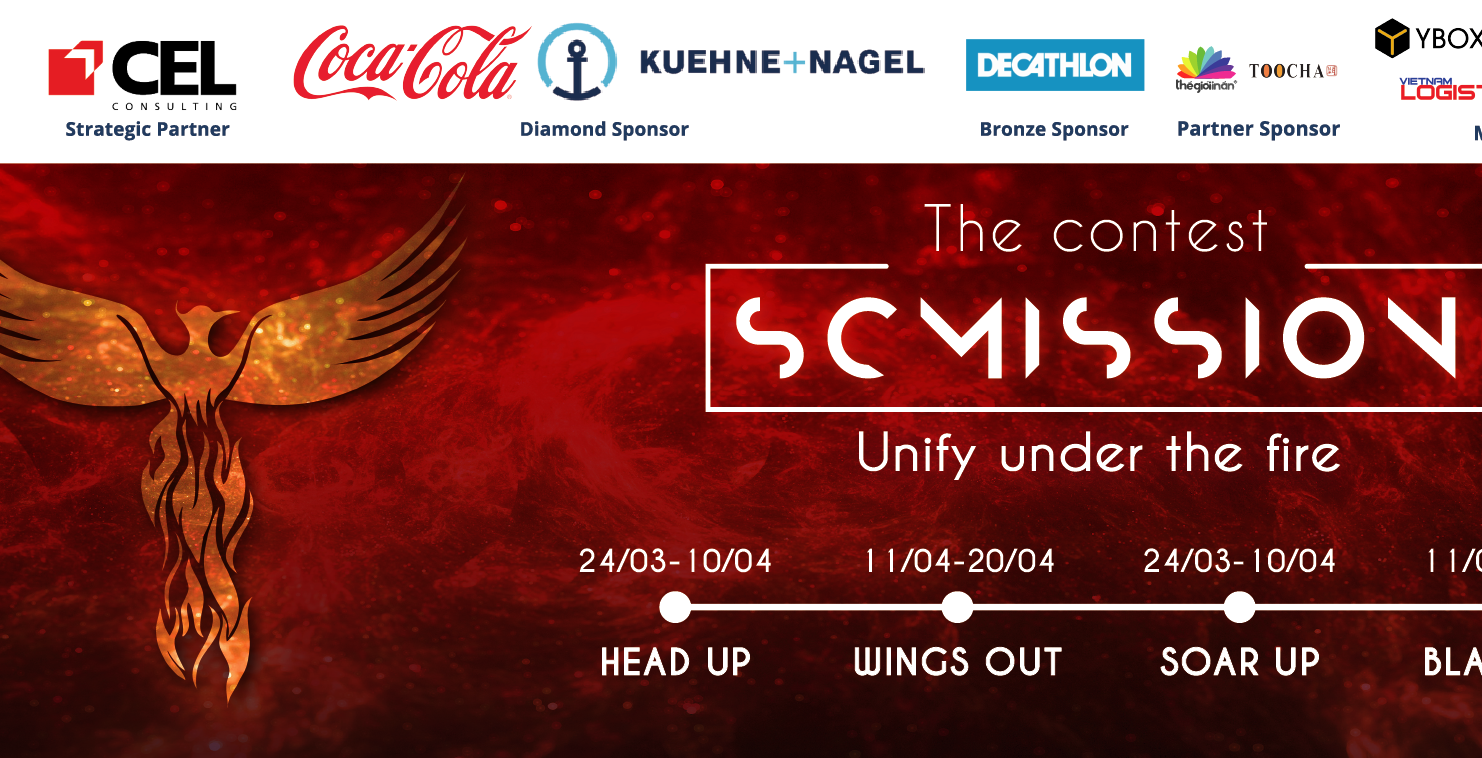 CEL
CONSULTING
Strategic Partner
Coca-Cola
KUEHNE+NAGEL
Diamond Sponsor
DECATHLON
Bronze Sponsor
thếgiớiinấn
TOOCHA
Partner Sponsor
YBOX
VIETNAM
The contest
SCMISSION
Unify under the fire
24/03-10/04
11/04-20/04
24/03-10/04
HEAD UP
WINGS OUT
SOAR UP